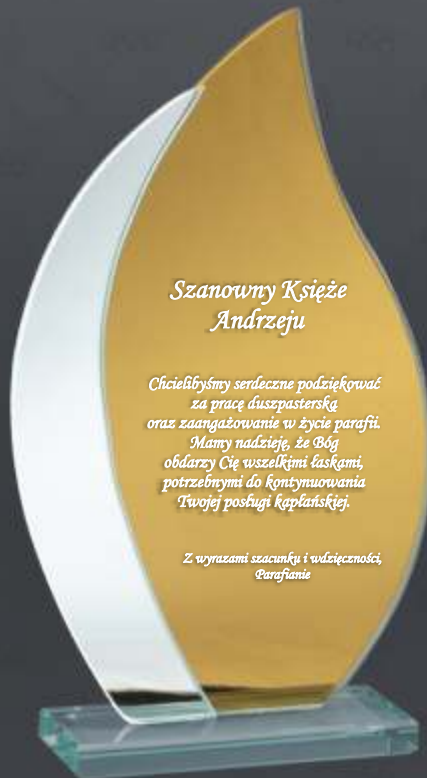 Szanowny Księże
Andrzeju
Chcielibyśmy serdeczne podziękować
za pracę duszpasterską
oraz zaangażowanie w życie parafii.
Mamy nadzieję, że Bóg
obdarzy Cię wszelkimi łaskami,
potrzebnymi do kontynuowania
Twojej posługi kapłańskiej.
Z wyrazami szacunku i wdzięczności,
Parafianie